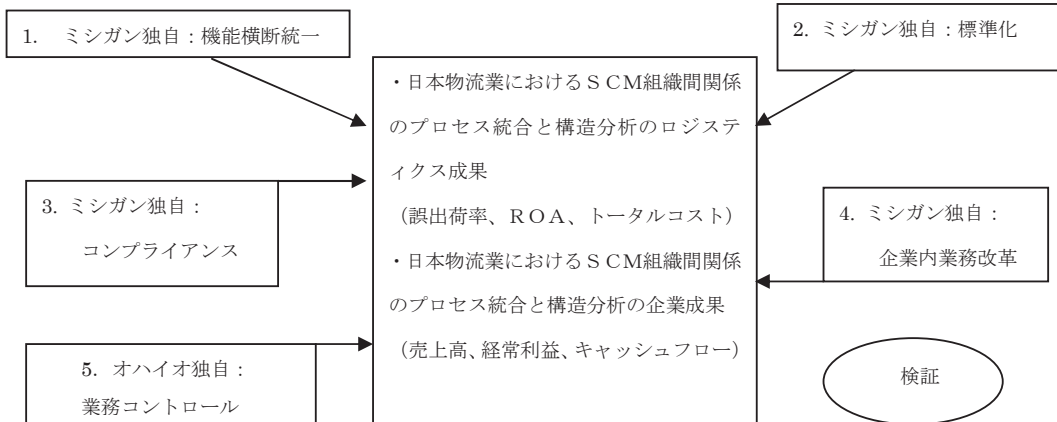 1. ミシガン独自：機能横断統一
2. ミシガン独自：標準化
・日本物流業におけるＳＣＭ組織間関係
のプロセス統合と構造分析のロジステ
ィクス成果
（誤出荷率、ＲＯＡ、トータルコスト）
・日本物流業におけるＳＣＭ組織間関係
のプロセス統合と構造分析の企業成果
（売上高、経常利益、キャッシュフロー）
3. ミシガン独自：
コンプライアンス
4. ミシガン独自：
企業内業務改革
5. オハイオ独自：
業務コントロール
検証